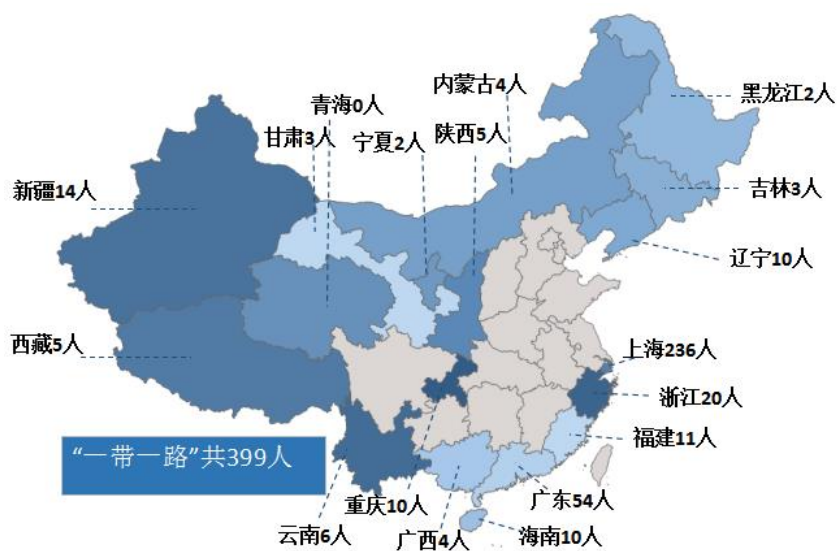 内蒙古4人
黑龙江2人
青海0人
甘肃3人
宁夏2人
陕西5人
新疆14人
吉林3人
辽宁10人
西藏5人
上海236人
浙江20人
福建11人
“一带一路”共399人
重庆10人
广东54人
云南6人
广西4人
海南10人